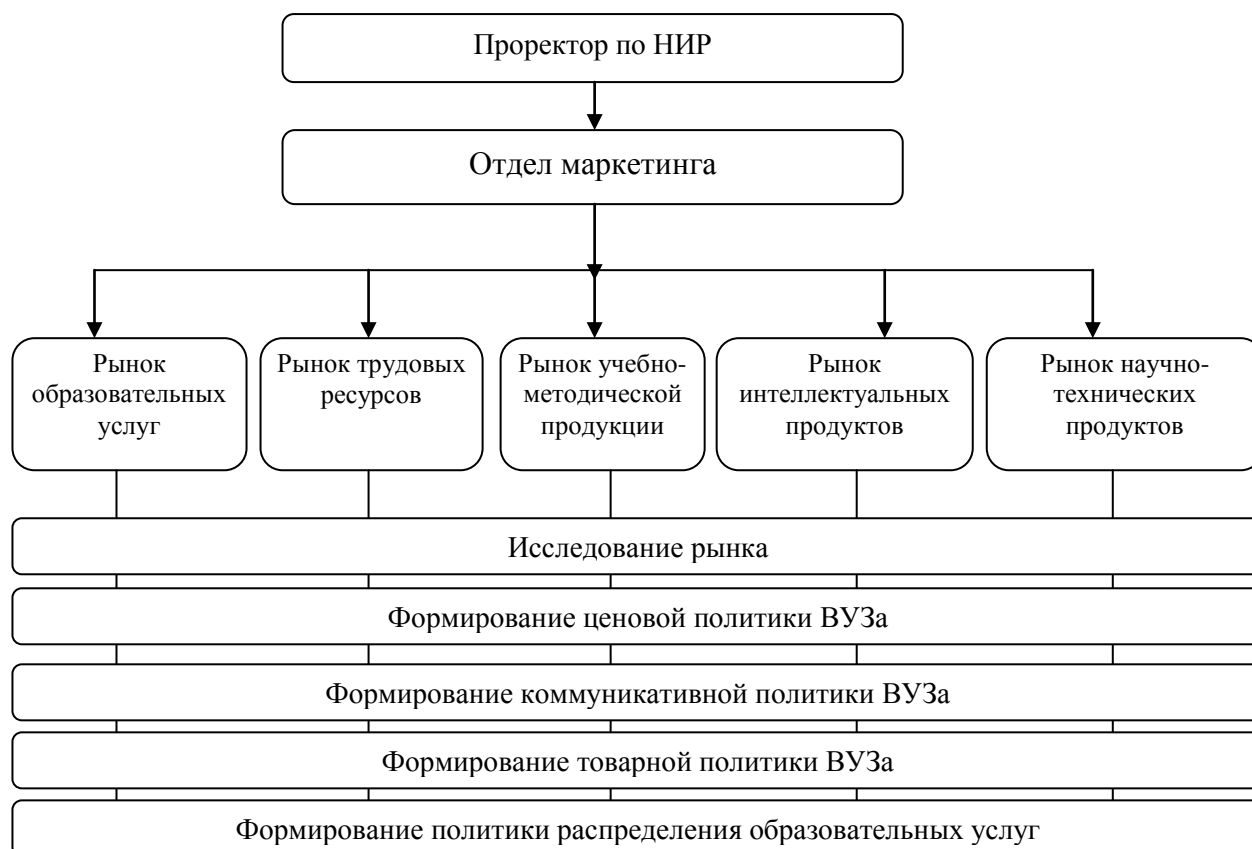 Проректор по НИР
Отдел маркетинга
Рынок
образовательных
услуг
Рынок трудовых
ресурсов
Рынок учебно-
методической
продукции
Рынок
интеллектуальных
продуктов
Рынок научно-
технических
продуктов
Исследование рынка
Формирование ценовой политики ВУЗа
Формирование коммуникативной политики ВУЗа
Формирование товарной политики ВУЗа
Формирование политики распределения образовательных услуг